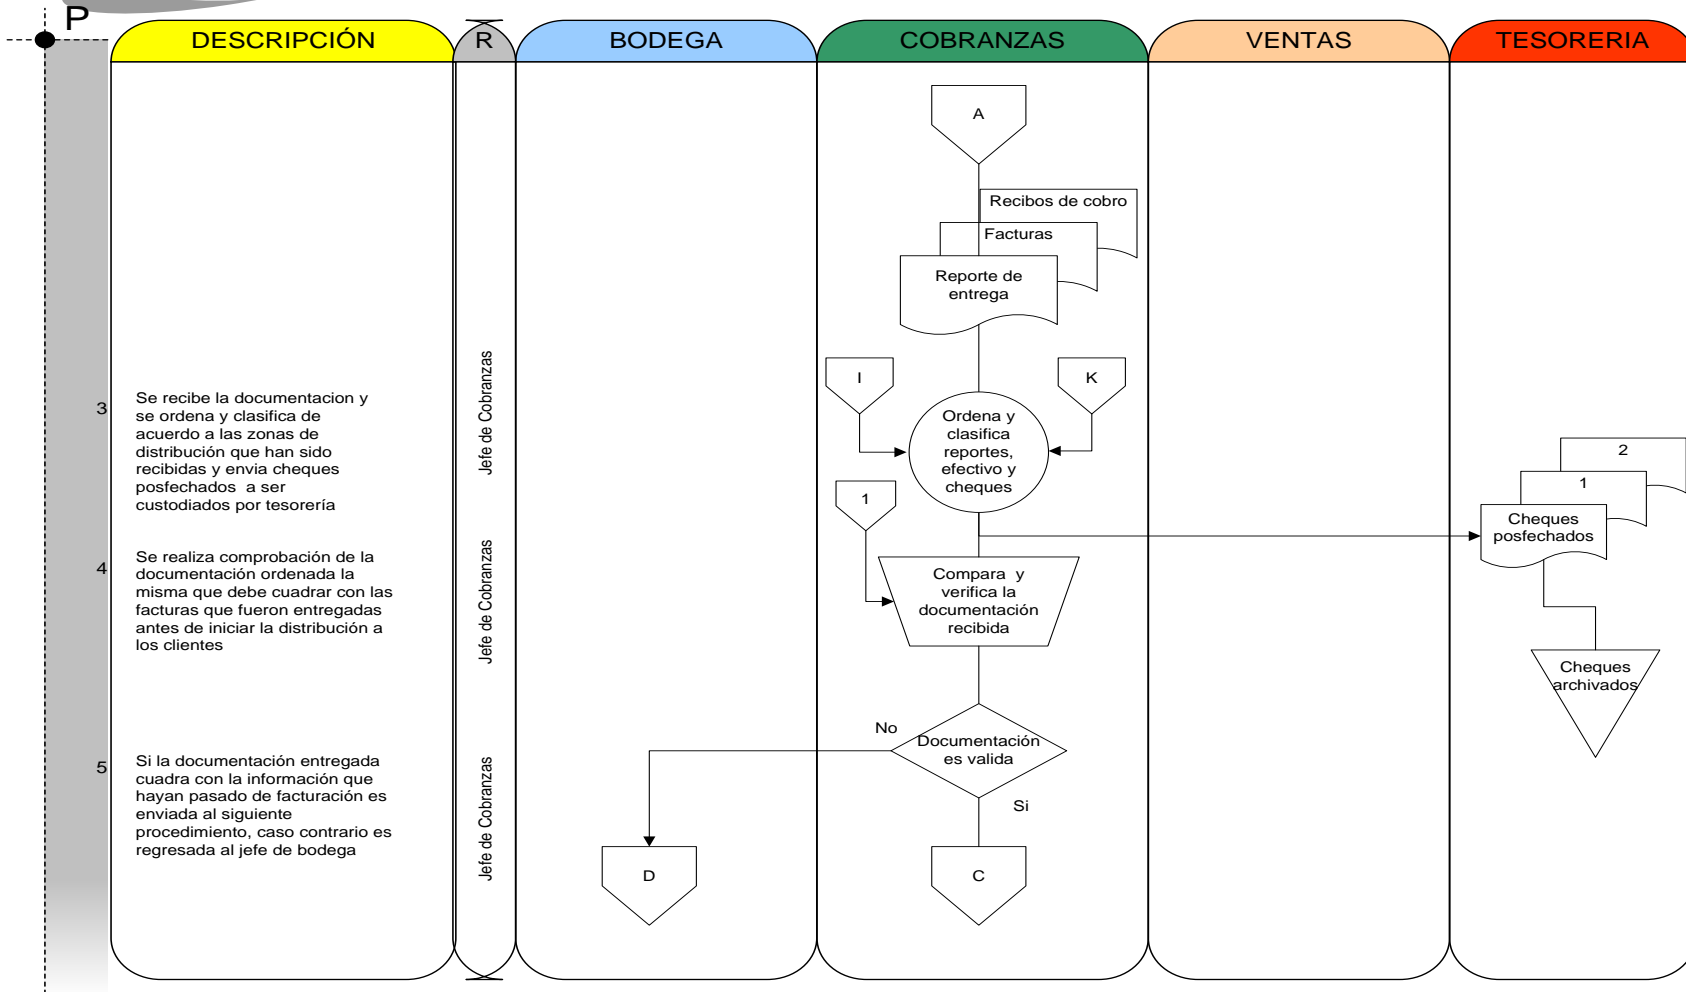 P
DESCRIPCIÓN
R
BODEGA
COBRANZAS
VENTAS
TESORERIA
A
Recibos de cobro
Facturas
Reporte de
entrega
I
K
3
Se recibe la documentacion y
se ordena y clasifica de
acuerdo a las zonas de
distribución que han sido
recibidas y envia cheques
posfechados a ser
custodiados por tesorería
Jefe de Cobranzas
Ordena y
clasifica
reportes,
efectivo y
cheques
2
1
Cheques
posfechados
1
4
Se realiza comprobación de la
documentación ordenada la
misma que debe cuadrar con las
facturas que fueron entregadas
antes de iniciar la distribución a
los clientes
Jefe de Cobranzas
Compara y
verifica la
documentación
recibida
Cheques
archivados
No
Documentación
es valida
Si
5
Si la documentación entregada
cuadra con la información que
hayan pasado de facturación es
enviada al siguiente
procedimiento, caso contrario es
regresada al jefe de bodega
Jefe de Cobranzas
D
C